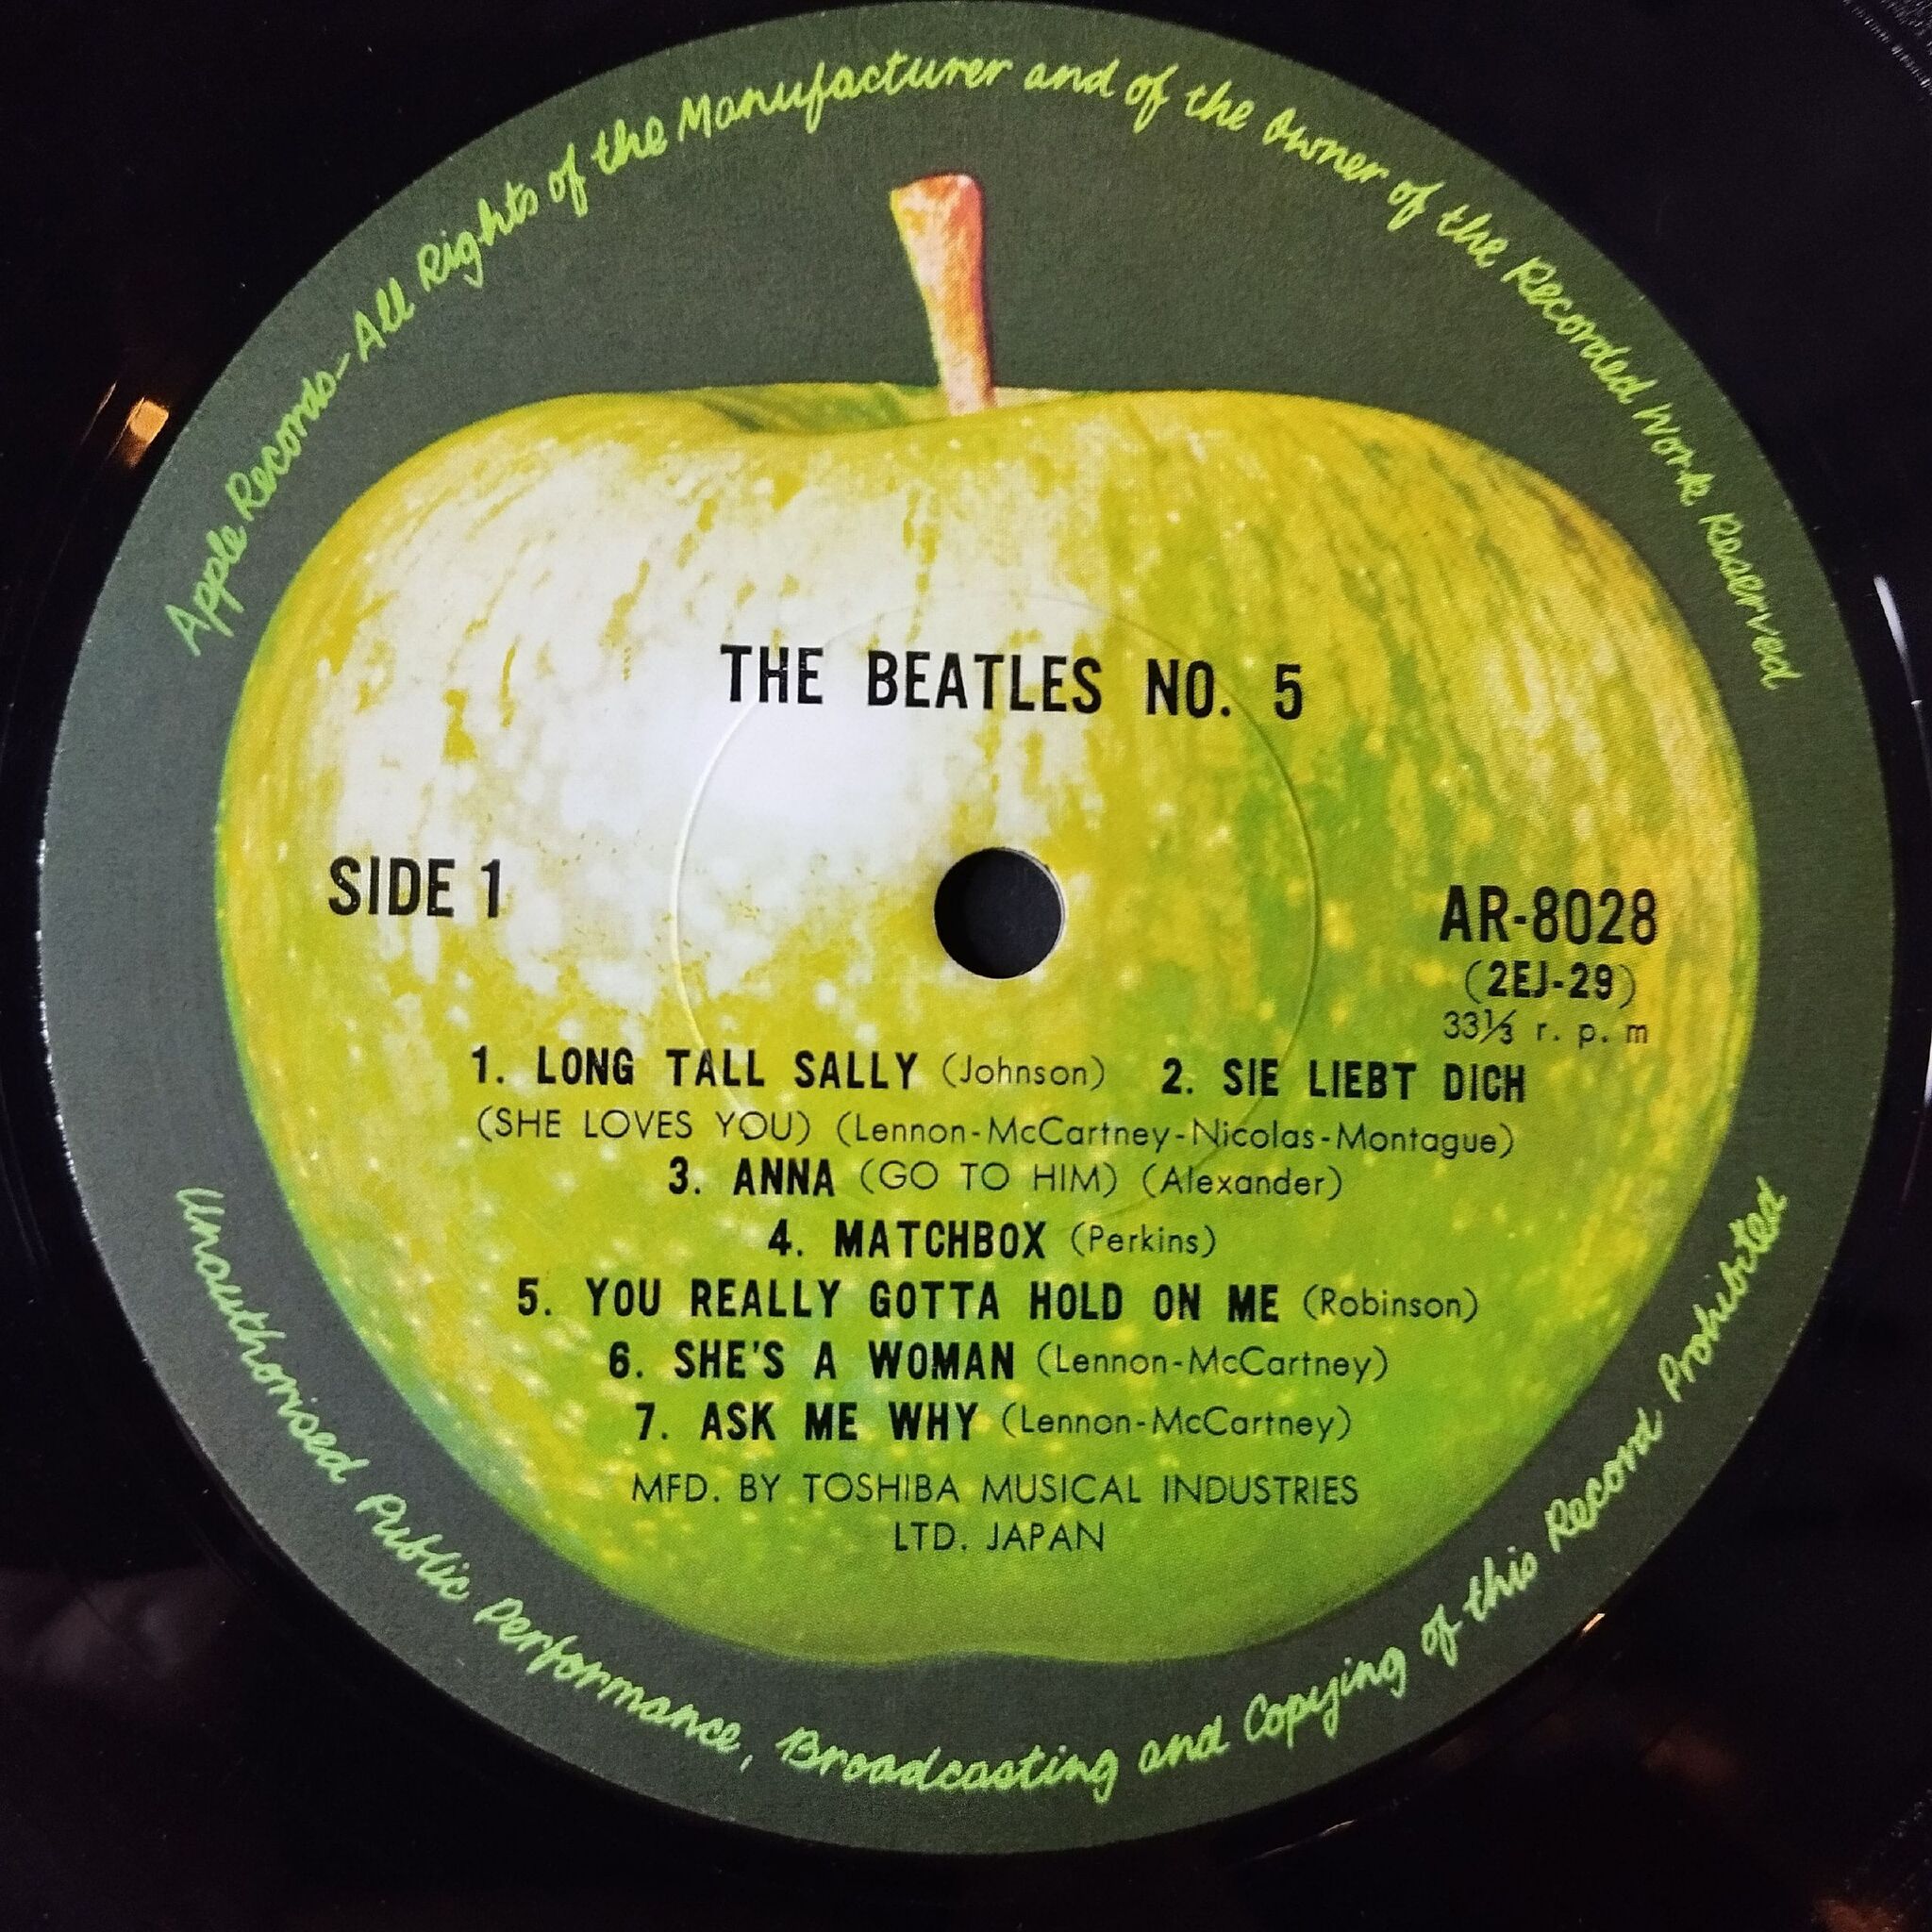 Apple Records-All Rights of the Manufacturer and of the Owner of the Recorded Work Reserved
THE BEATLES NO. 5
SIDE 1
AR-8028
(2EJ-29)
33⅓ r. p. m
1. LONG TALL SALLY (Johnson) 2. SIE LIEBT DICH
(SHE LOVES YOU) (Lennon-McCartney-Nicolas-Montague)
3. ANNA (GO TO HIM) (Alexander)
4. MATCHBOX (Perkins)
5. YOU REALLY GOTTA HOLD ON ME (Robinson)
6. SHE'S A WOMAN (Lennon-McCartney)
7. ASK ME WHY (Lennon-McCartney)
MFD. BY TOSHIBA MUSICAL INDUSTRIES
LTD. JAPAN
Unauthorised Public Performance, Broadcasting and Copying of this Record Prohibited